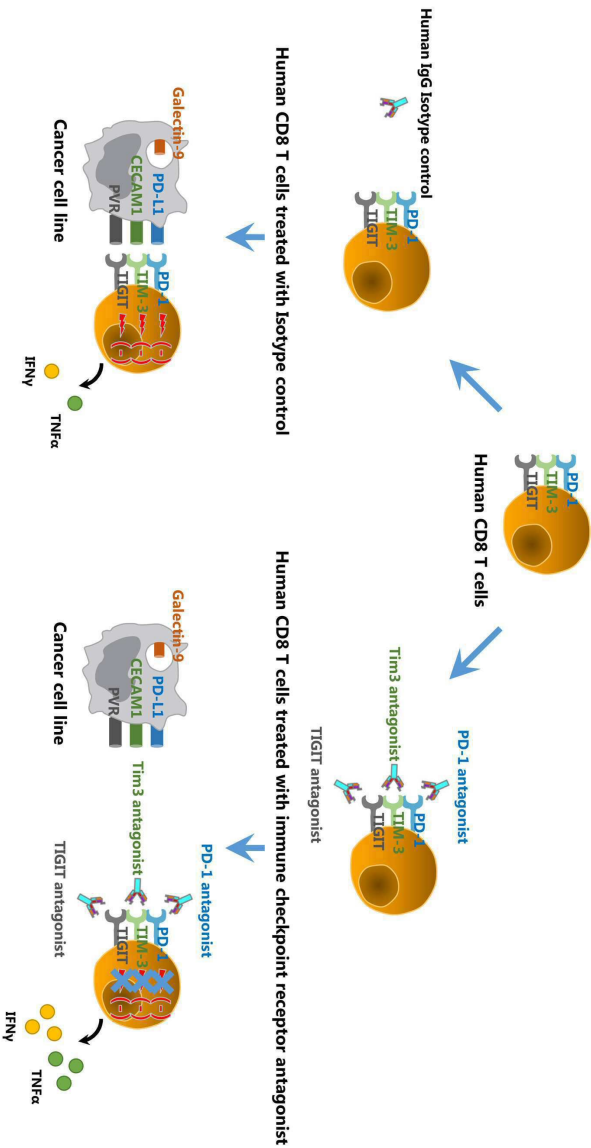 PD-1
TIM-3
TIGIT
Human CD8 T cells
Human IgG Isotype control
PD-1
TIM-3
TIGIT
PD-1 antagonist
Tim3 antagonist
TIGIT antagonist
PD-1
TIM-3
TIGIT
Human CD8 T cells treated with Isotype control
Galectin-9
PD-L1
CECAM1
PVR
PD-1
TIM-3
TIGIT
Cancer cell line
TNFα
IFNγ
Human CD8 T cells treated with immune checkpoint receptor antagonist
Galectin-9
PD-L1
CECAM1
PVR
Cancer cell line
PD-1 antagonist
Tim3 antagonist
TIGIT antagonist
PD-1
TIM-3
TIGIT
TNFα
IFNγ